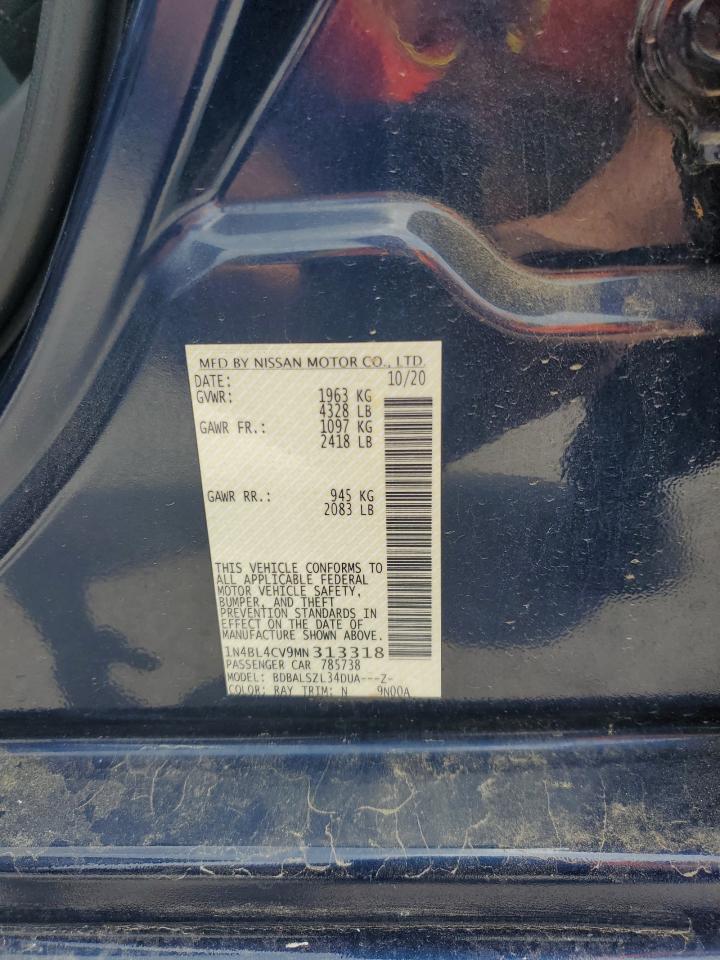 MFD BY NISSAN MOTOR CO., LTD.
DATE: 10/20
GVWR: 1963 KG
4328 LB
GAWR FR.: 1097 KG
2418 LB
GAWR RR.: 945 KG
2083 LB
THIS VEHICLE CONFORMS TO
ALL APPLICABLE FEDERAL
MOTOR VEHICLE SAFETY,
BUMPER, AND THEFT
PREVENTION STANDARDS IN
EFFECT ON THE DATE OF
MANUFACTURE SHOWN ABOVE.
1N4BL4CV9MN313318
PASSENGER CAR 785738
MODEL: BDBALSZL34DUA---Z-
COLOR: RAY TRIM: N 9N00A